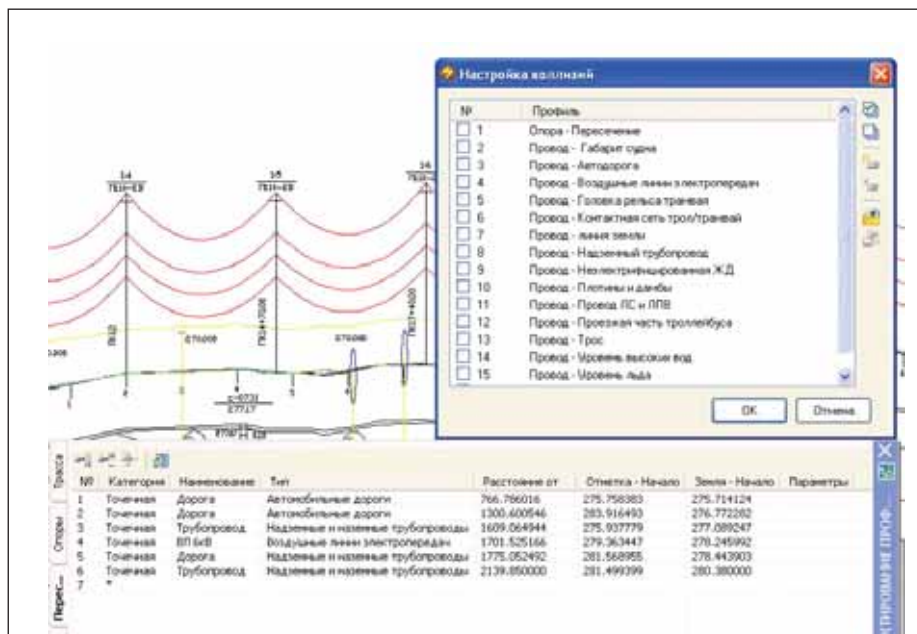 Настройка коллизий
№ Профиль
1 Опора - Пересечение
2 Провод - Габарит судна
3 Провод - Автодорога
4 Провод - Воздушные линии электропередач
5 Провод - Головка рельса трамвая
6 Провод - Контактная сеть трол/трамвай
7 Провод - линия земли
8 Провод - Надземный трубопровод
9 Провод - Неэлектрифицированная ЖД
10 Провод - Плотины и дамбы
11 Провод - Провод ЛС и ЛПВ
12 Провод - Проезжая часть троллейбуса
13 Провод - Трос
14 Провод - Уровень высоких вод
15 Провод - Уровень льда
OK Отмена
14 15 16
Трасса
Опоры
Перес...
№ Категория Наименование Тип Расстояние от Отметка - Начало Земля - Начало Параметры
1 Точечная Дорога Автомобильные дороги 766.786016 275.758383 275.714124
2 Точечная Дорога Автомобильные дороги 1300.600546 283.916493 276.772282
3 Точечная Трубопровод Надземные и наземные трубопроводы 1609.064944 275.937779 277.089247
4 Точечная ВЛ 6кВ Воздушные линии электропередач 1701.525166 279.363447 278.245992
5 Точечная Дорога Надземные и наземные трубопроводы 1775.052492 281.568955 278.443903
6 Точечная Трубопровод Надземные и наземные трубопроводы 2139.850000 281.499399 280.380000
7 *